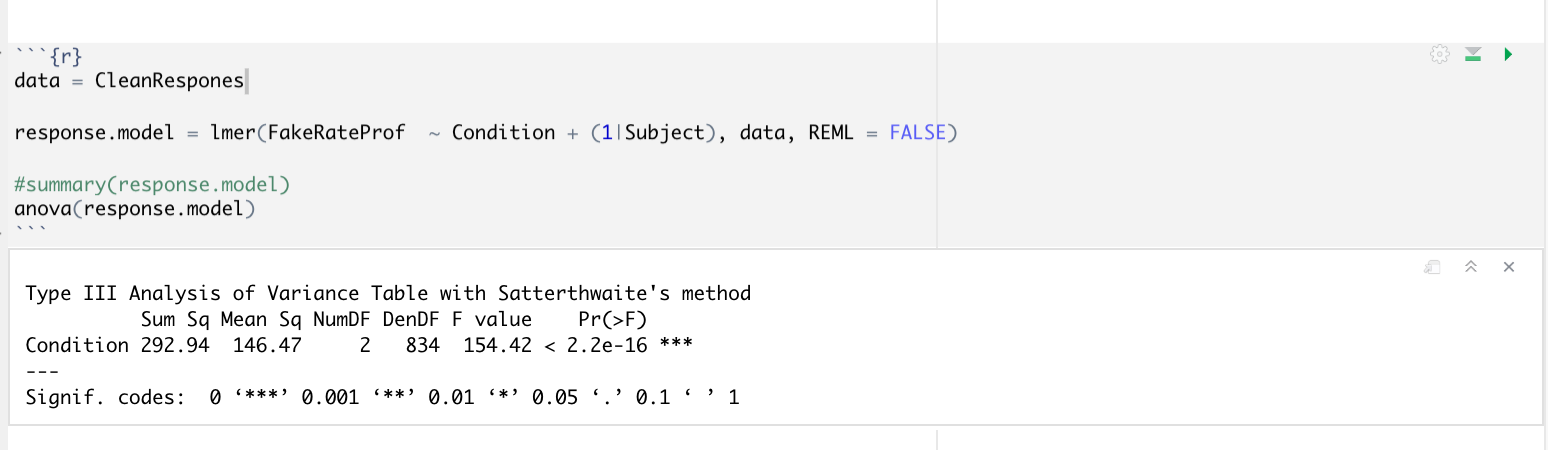 ```{r}
data = CleanRespones

response.model = lmer(FakeRateProf  ~ Condition + (1|Subject), data, REML = FALSE)

#summary(response.model)
anova(response.model)
```
Type III Analysis of Variance Table with Satterthwaite's method
          Sum Sq Mean Sq NumDF DenDF F value    Pr(>F)
Condition 292.94  146.47     2   834  154.42 < 2.2e-16 ***
---
Signif. codes:  0 ‘***’ 0.001 ‘**’ 0.01 ‘*’ 0.05 ‘.’ 0.1 ‘ ’ 1